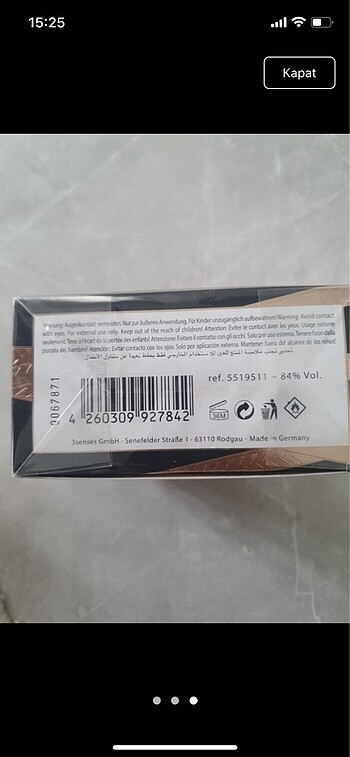 15:25
Kapat
Warnung: Augenkontakt vermeiden. Nur zur äußeren Anwendung. Für Kinder unzugänglich aufbewahren! Warning: Avoid contact
with eyes. For external use only. Keep out of the reach of children! Attention: Eviter le contact avec les yeux. Usage externe
seulement. Tenir à l'écart de la portée des enfants! Attenzione: Evitare il contatto con gli occhi. Solo per uso esterno. Tenere fuori dalla
portata dei bambini! Atención: Evitar contacto con los ojos. Solo por aplicación externa. Mantener fuera del alcance de los niños!
تحذير تجنب ملامسة المنتج للعين للإستخدام الخارجي فقط يحفظ بعيدا عن متناول الأطفال
0067871
ref. 5519511 – 84% Vol.
36M
4 260309 927842
3senses GmbH - Senefelder Straße 1 - 63110 Rodgau - Made in Germany